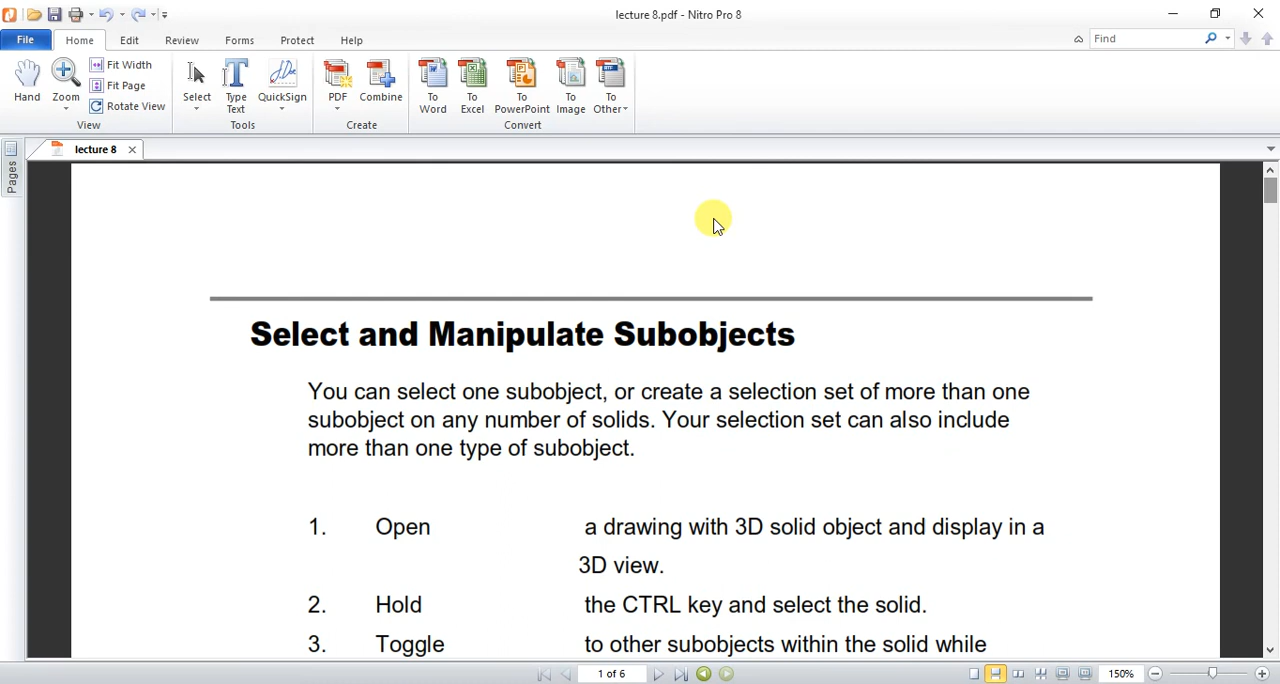 lecture 8.pdf - Nitro Pro 8
File Home Edit Review Forms Protect Help Find
Hand
Zoom
Fit Width
Fit Page
Rotate View
View
Select
Type Text
QuickSign
Tools
PDF
Combine
Create
To Word
To Excel
To PowerPoint
To Image
To Other
Convert
lecture 8
Pages
Select and Manipulate Subobjects
You can select one subobject, or create a selection set of more than one
subobject on any number of solids. Your selection set can also include
more than one type of subobject.
1. Open a drawing with 3D solid object and display in a
3D view.
2. Hold the CTRL key and select the solid.
3. Toggle to other subobjects within the solid while
1 of 6 150%